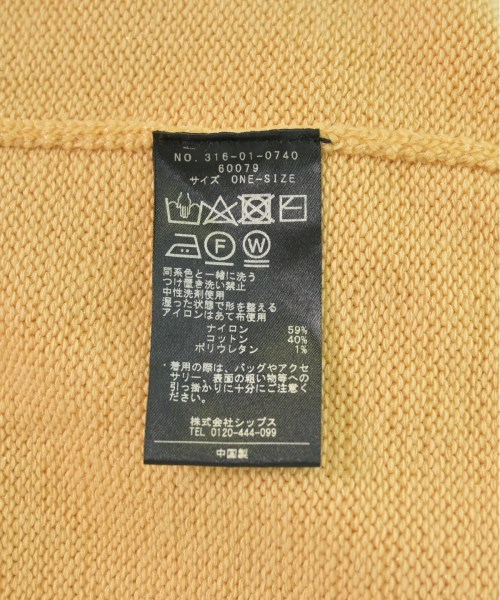 NO. 316-01-0740
60079
サイズ ONE-SIZE
F W
同系色と一緒に洗う
つけ置き洗い禁止
中性洗剤使用
湿った状態で形を整える
アイロンはあて布使用
ナイロン 59%
コットン 40%
ポリウレタン 1%
・着用の際は、バッグやアクセ
サリー、表面の粗い物等への
引っ掛かりに十分にご注意く
ださい。
株式会社シップス
TEL 0120-444-099
中国製